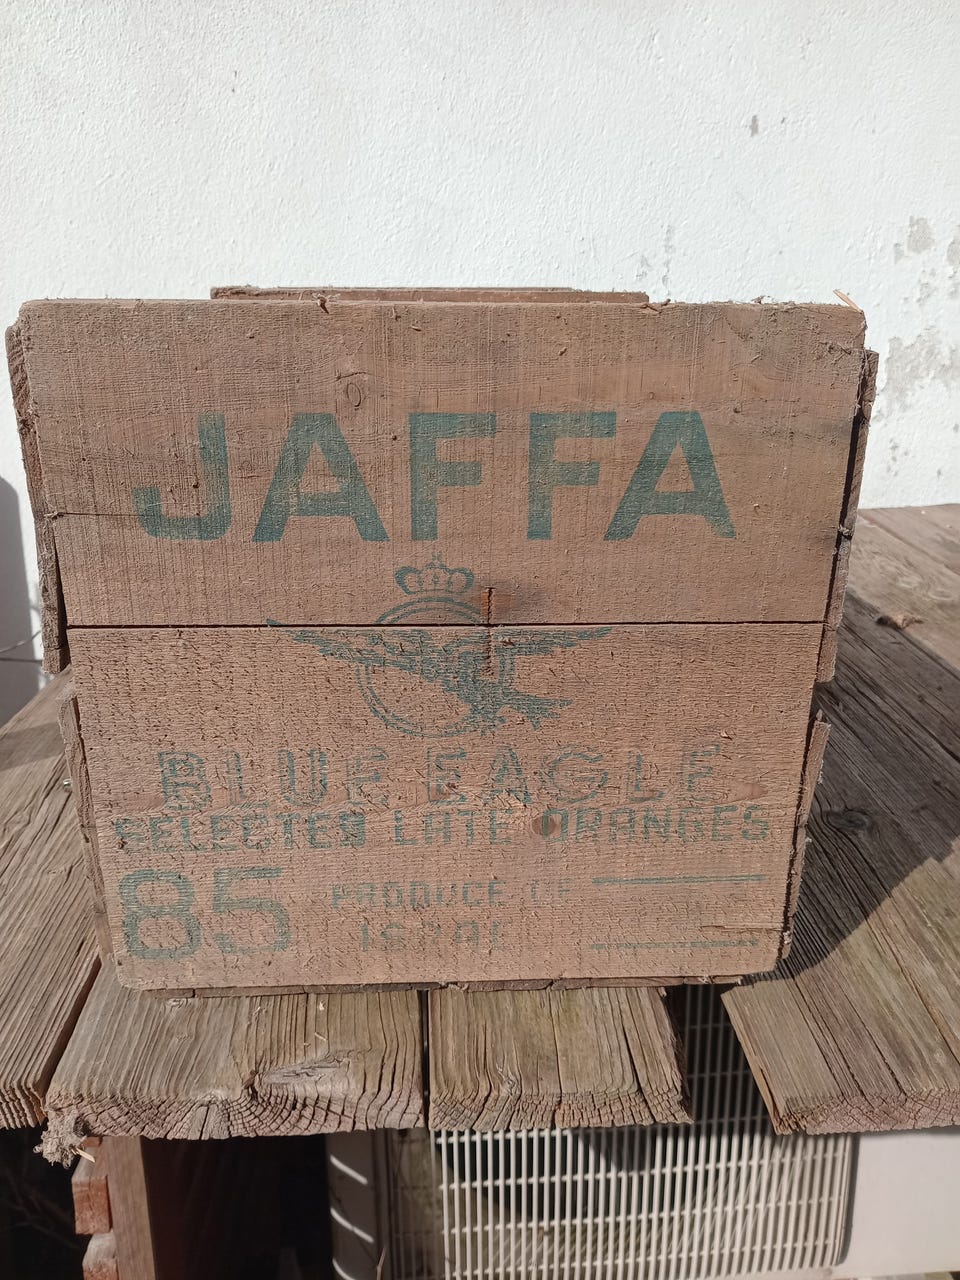 JAFFA
BLUE EAGLE
SELECTED LATE ORANGES
85
PRODUCE OF
ISRAEL